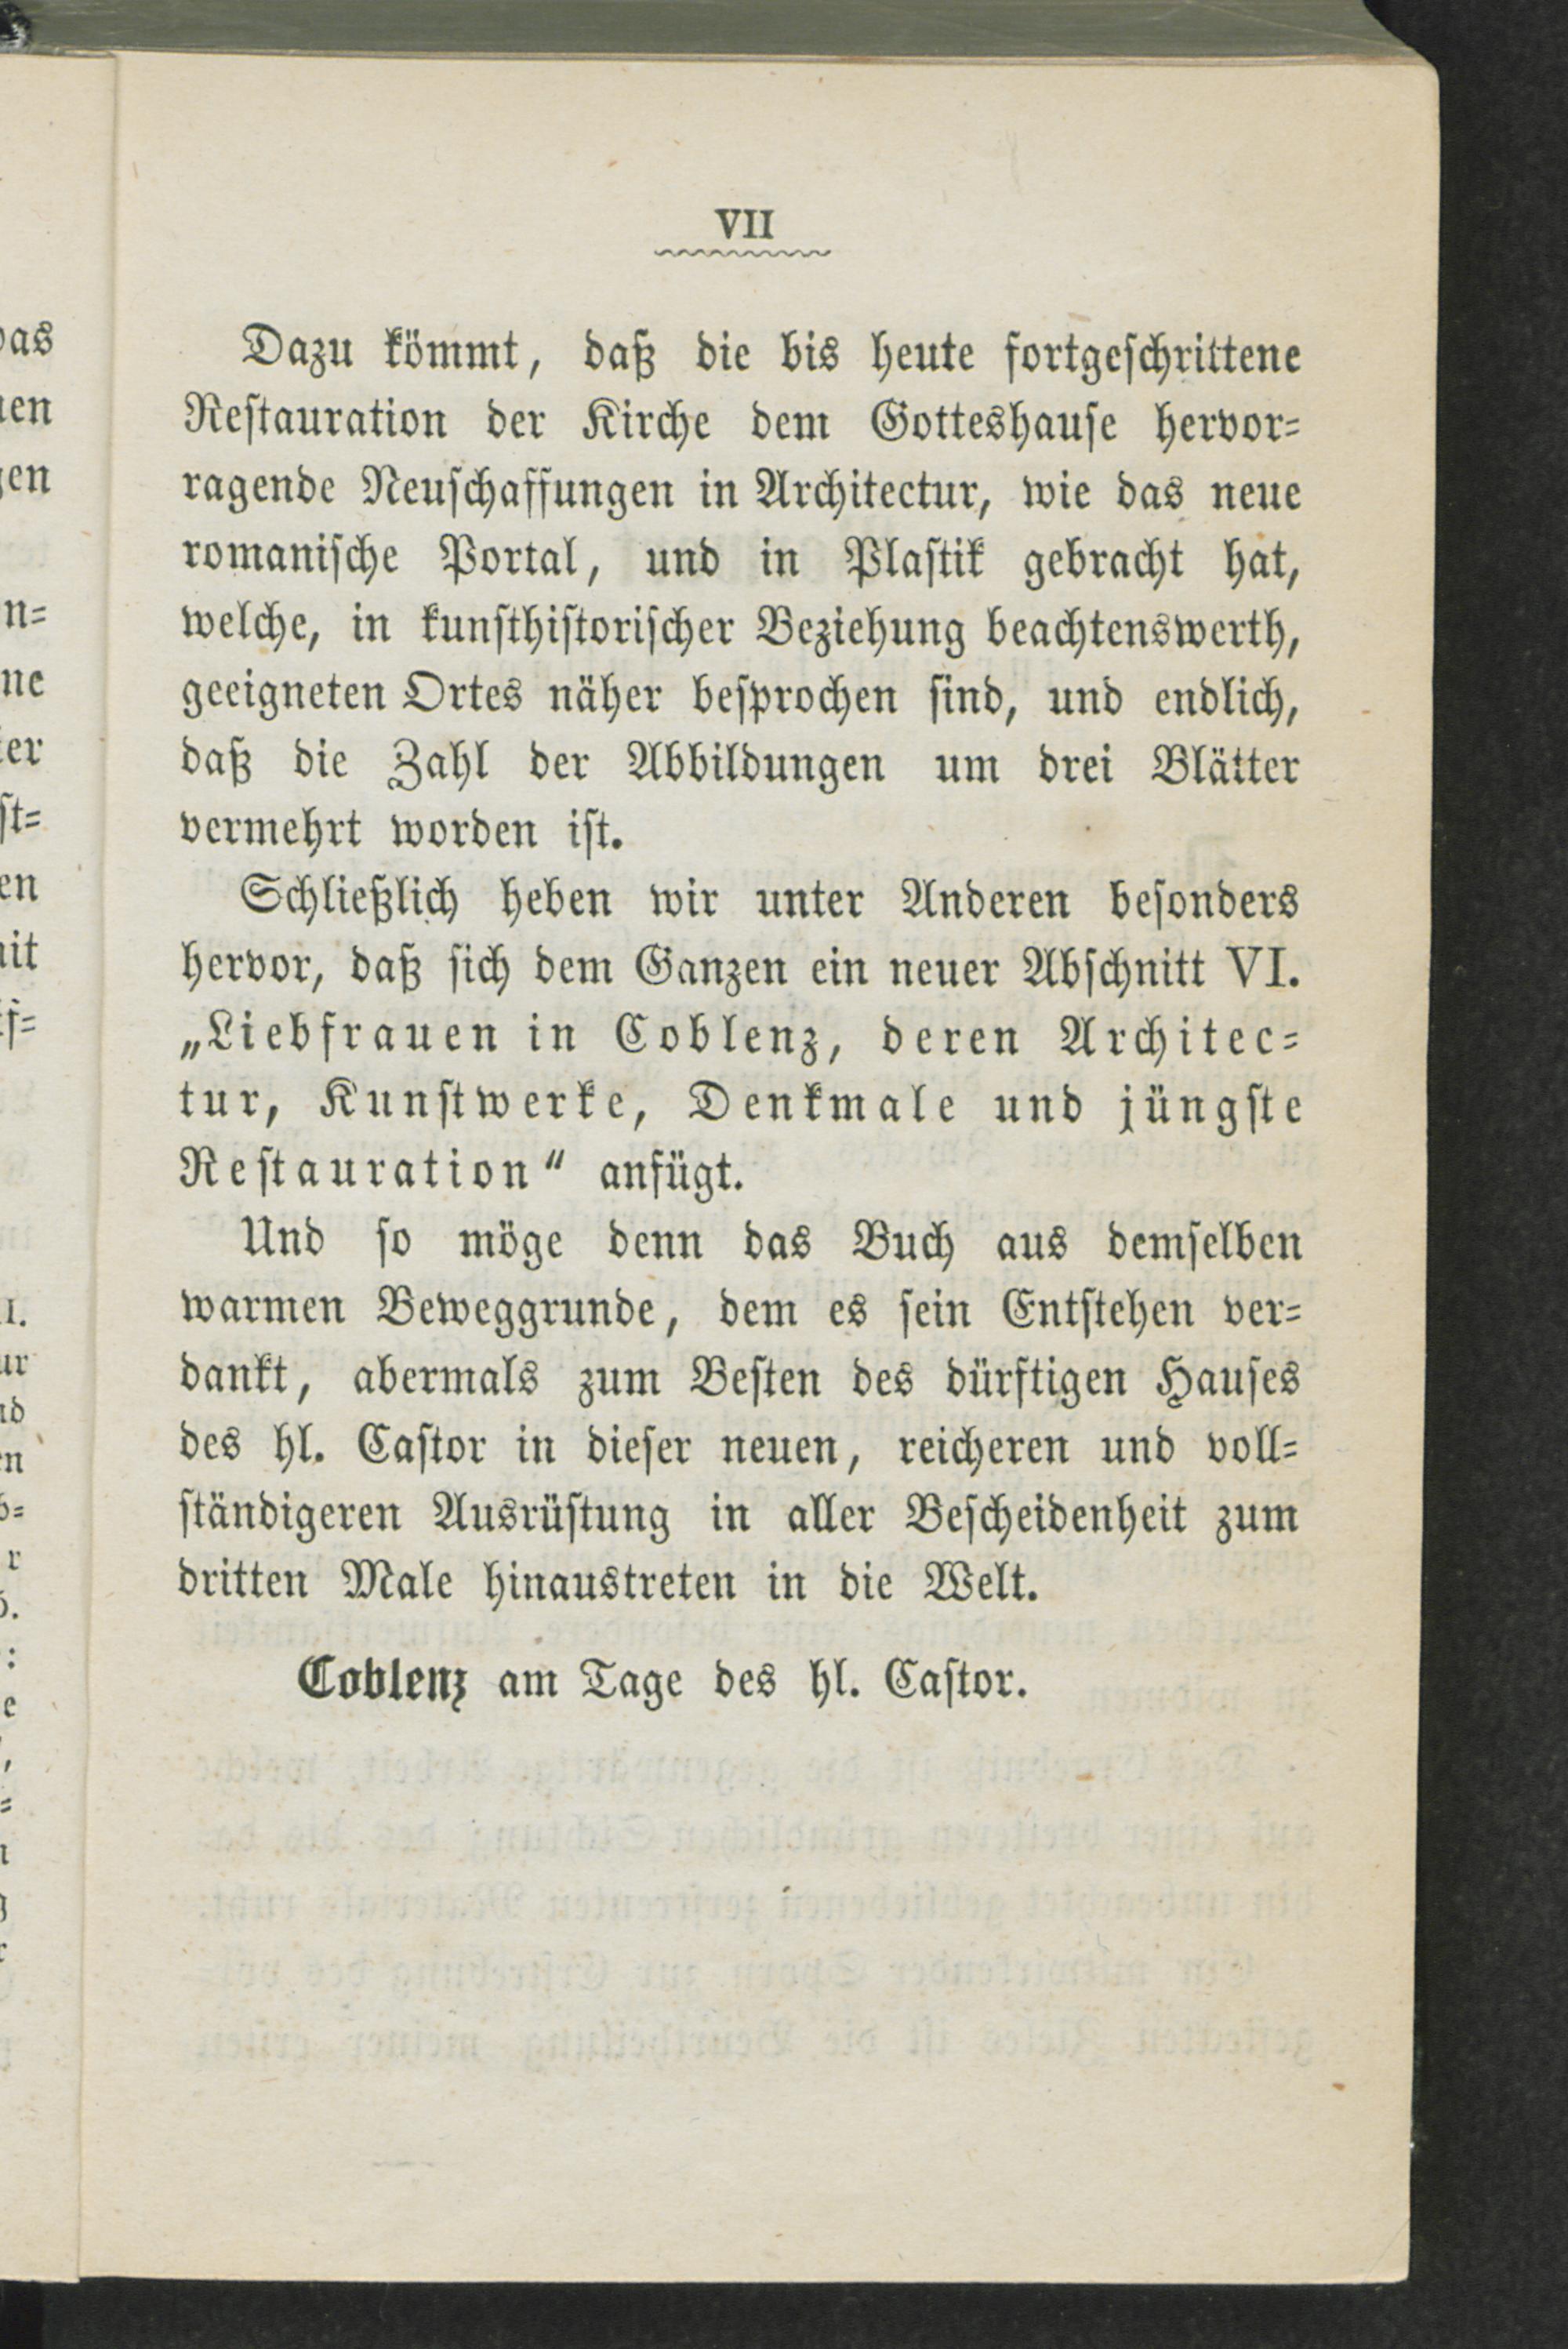 VII
Dazu kömmt, daß die bis heute fortgeschrittene
Restauration der Kirche dem Gotteshause hervor-
ragende Neuschaffungen in Architectur, wie das neue
romanische Portal, und in Plastik gebracht hat,
welche, in kunsthistorischer Beziehung beachtenswerth,
geeigneten Ortes näher besprochen sind, und endlich,
daß die Zahl der Abbildungen um drei Blätter
vermehrt worden ist.
Schließlich heben wir unter Anderen besonders
hervor, daß sich dem Ganzen ein neuer Abschnitt VI.
„Liebfrauen in Coblenz, deren Architec-
tur, Kunstwerke, Denkmale und jüngste
Restauration“ anfügt.
Und so möge denn das Buch aus demselben
warmen Beweggrunde, dem es sein Entstehen ver-
dankt, abermals zum Besten des dürftigen Hauses
des hl. Castor in dieser neuen, reicheren und voll-
ständigeren Ausrüstung in aller Bescheidenheit zum
dritten Male hinaustreten in die Welt.
Coblenz am Tage des hl. Castor.